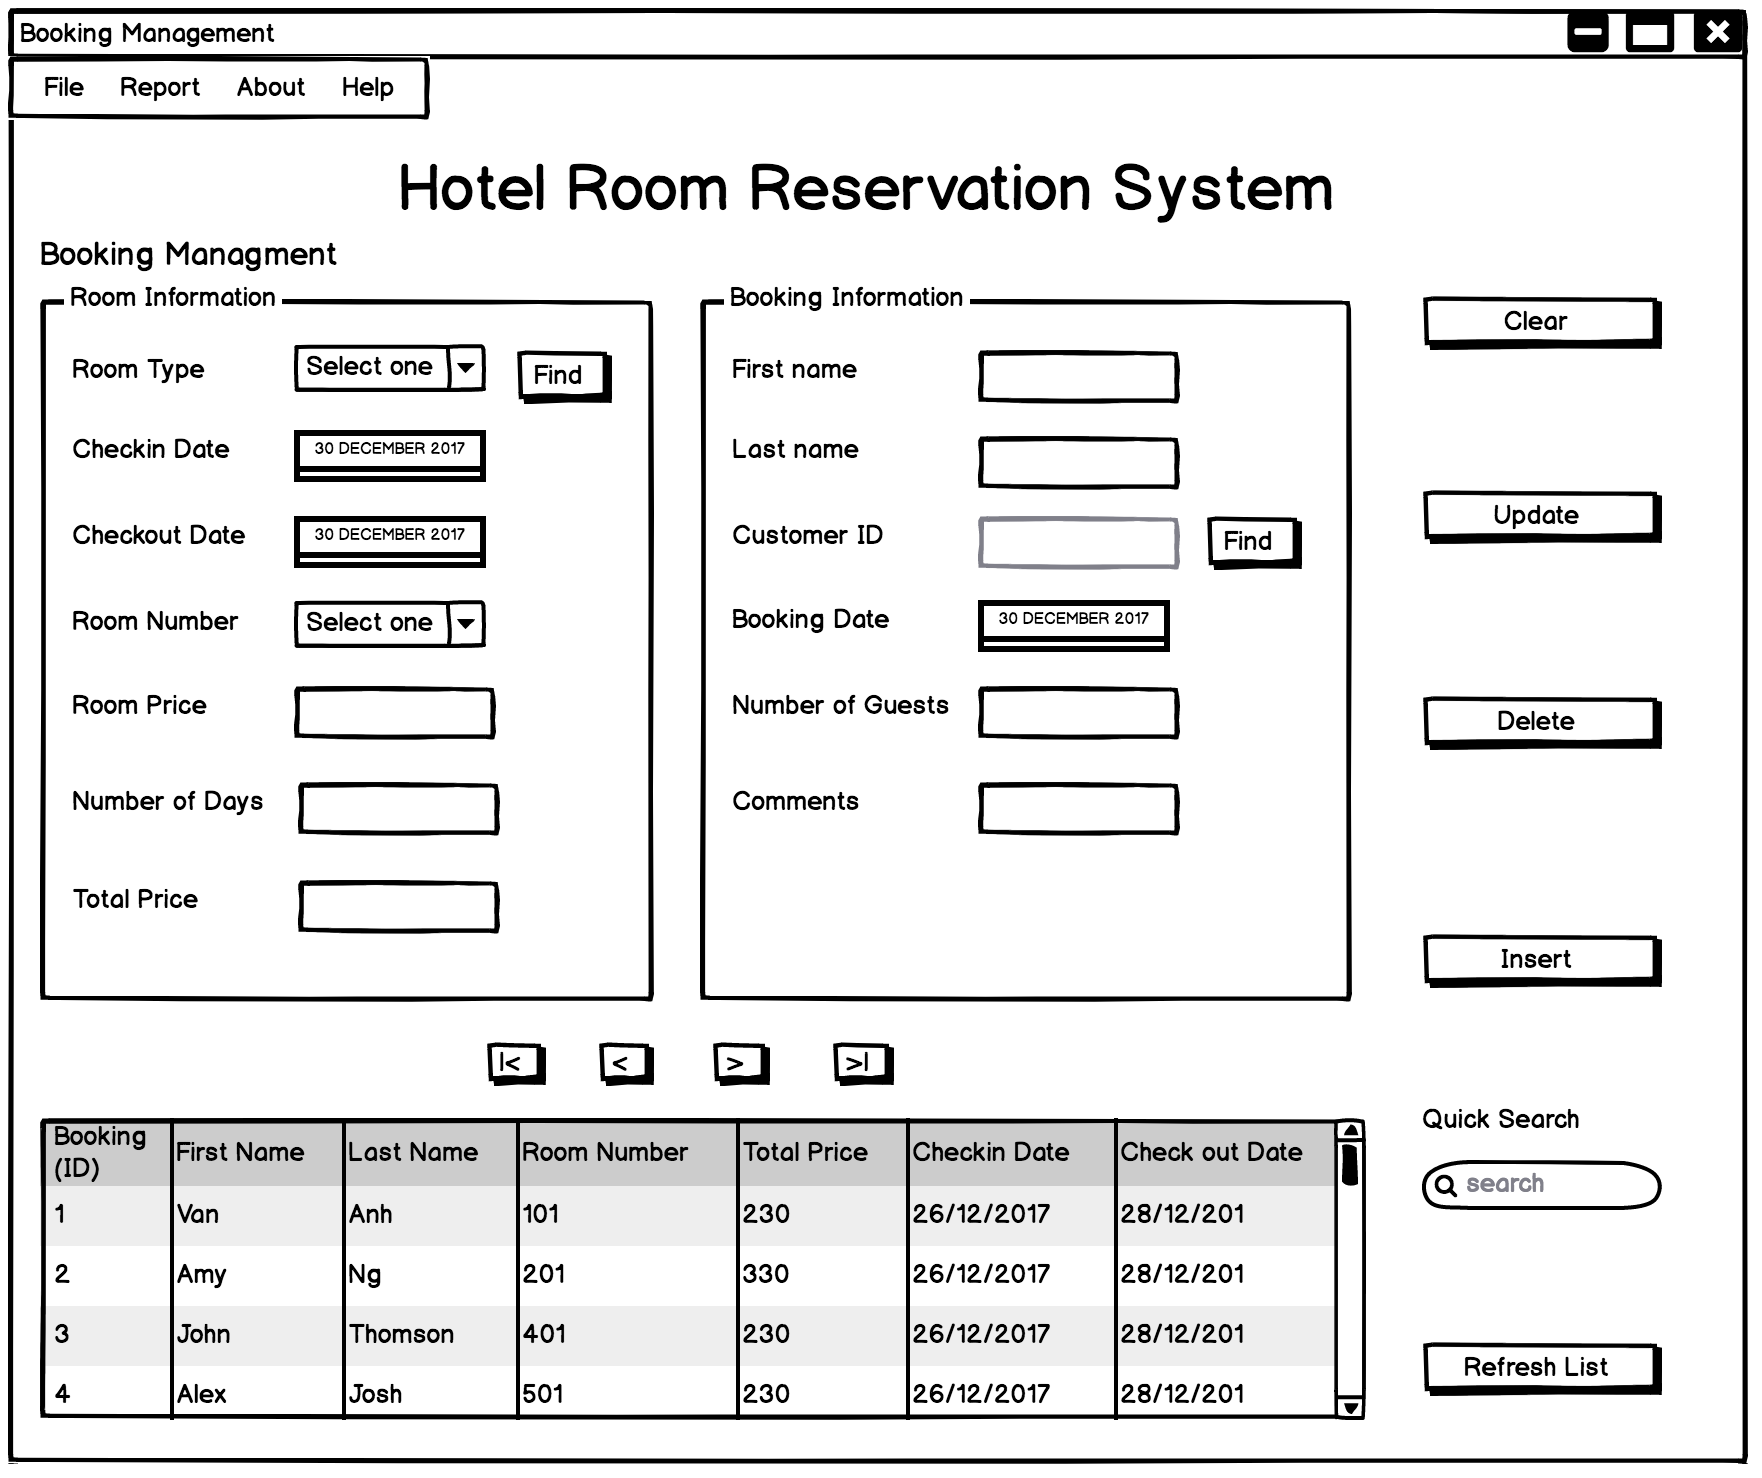 Booking Management
File Report About Help
Hotel Room Reservation System
Booking Managment
Room Information
Room Type Select one Find
Checkin Date 30 DECEMBER 2017
Checkout Date 30 DECEMBER 2017
Room Number Select one
Room Price
Number of Days
Total Price
Booking Information
First name
Last name
Customer ID Find
Booking Date 30 DECEMBER 2017
Number of Guests
Comments
Clear
Update
Delete
Insert
|< < > >|
Booking
(ID) First Name Last Name Room Number Total Price Checkin Date Check out Date
1 Van Anh 101 230 26/12/2017 28/12/201
2 Amy Ng 201 330 26/12/2017 28/12/201
3 John Thomson 401 230 26/12/2017 28/12/201
4 Alex Josh 501 230 26/12/2017 28/12/201
Quick Search
search
Refresh List